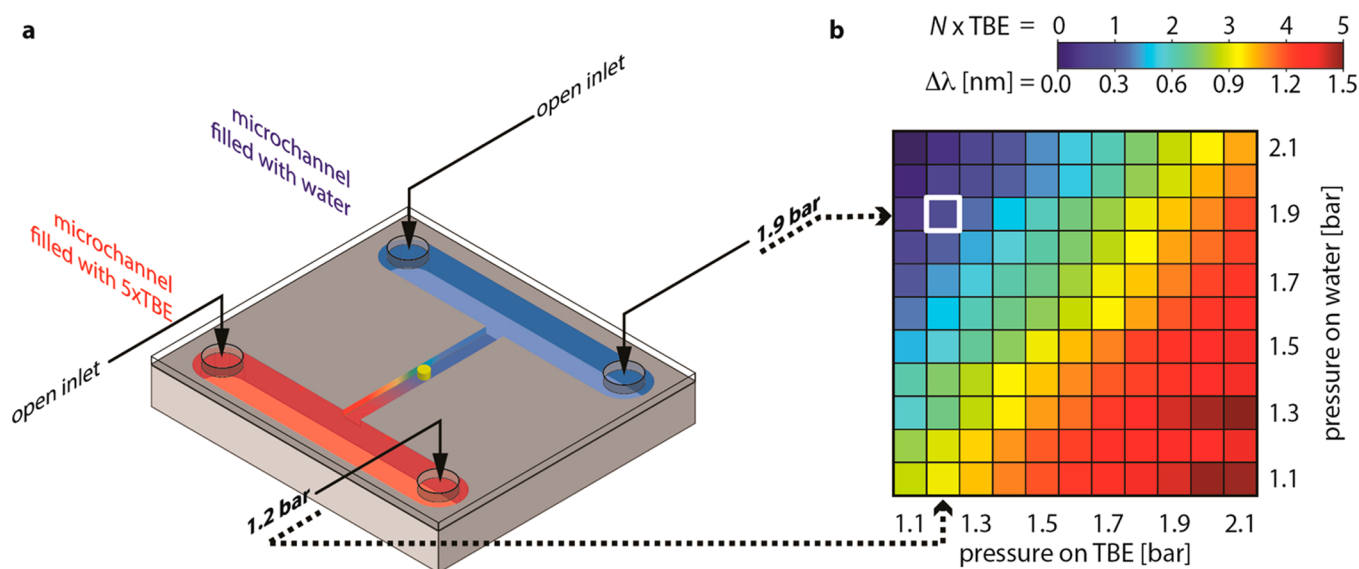 a
open inlet
microchannel
filled with water
microchannel
filled with 5xTBE
open inlet
1.9 bar
1.2 bar
b
N x TBE = 0 1 2 3 4 5
Δλ [nm] = 0.0 0.3 0.6 0.9 1.2 1.5
2.1
1.9
1.7
1.5
1.3
1.1
pressure on water [bar]
1.1 1.3 1.5 1.7 1.9 2.1
pressure on TBE [bar]